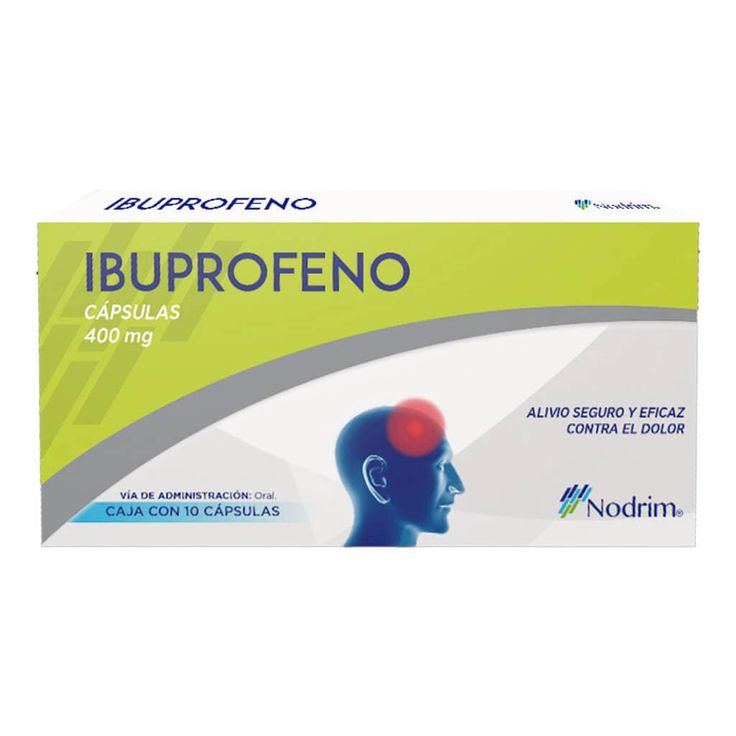 IBUPROFENO
Nodrim®
IBUPROFENO
CÁPSULAS
400 mg
ALIVIO SEGURO Y EFICAZ
CONTRA EL DOLOR
VÍA DE ADMINISTRACIÓN: Oral.
CAJA CON 10 CÁPSULAS
Nodrim®